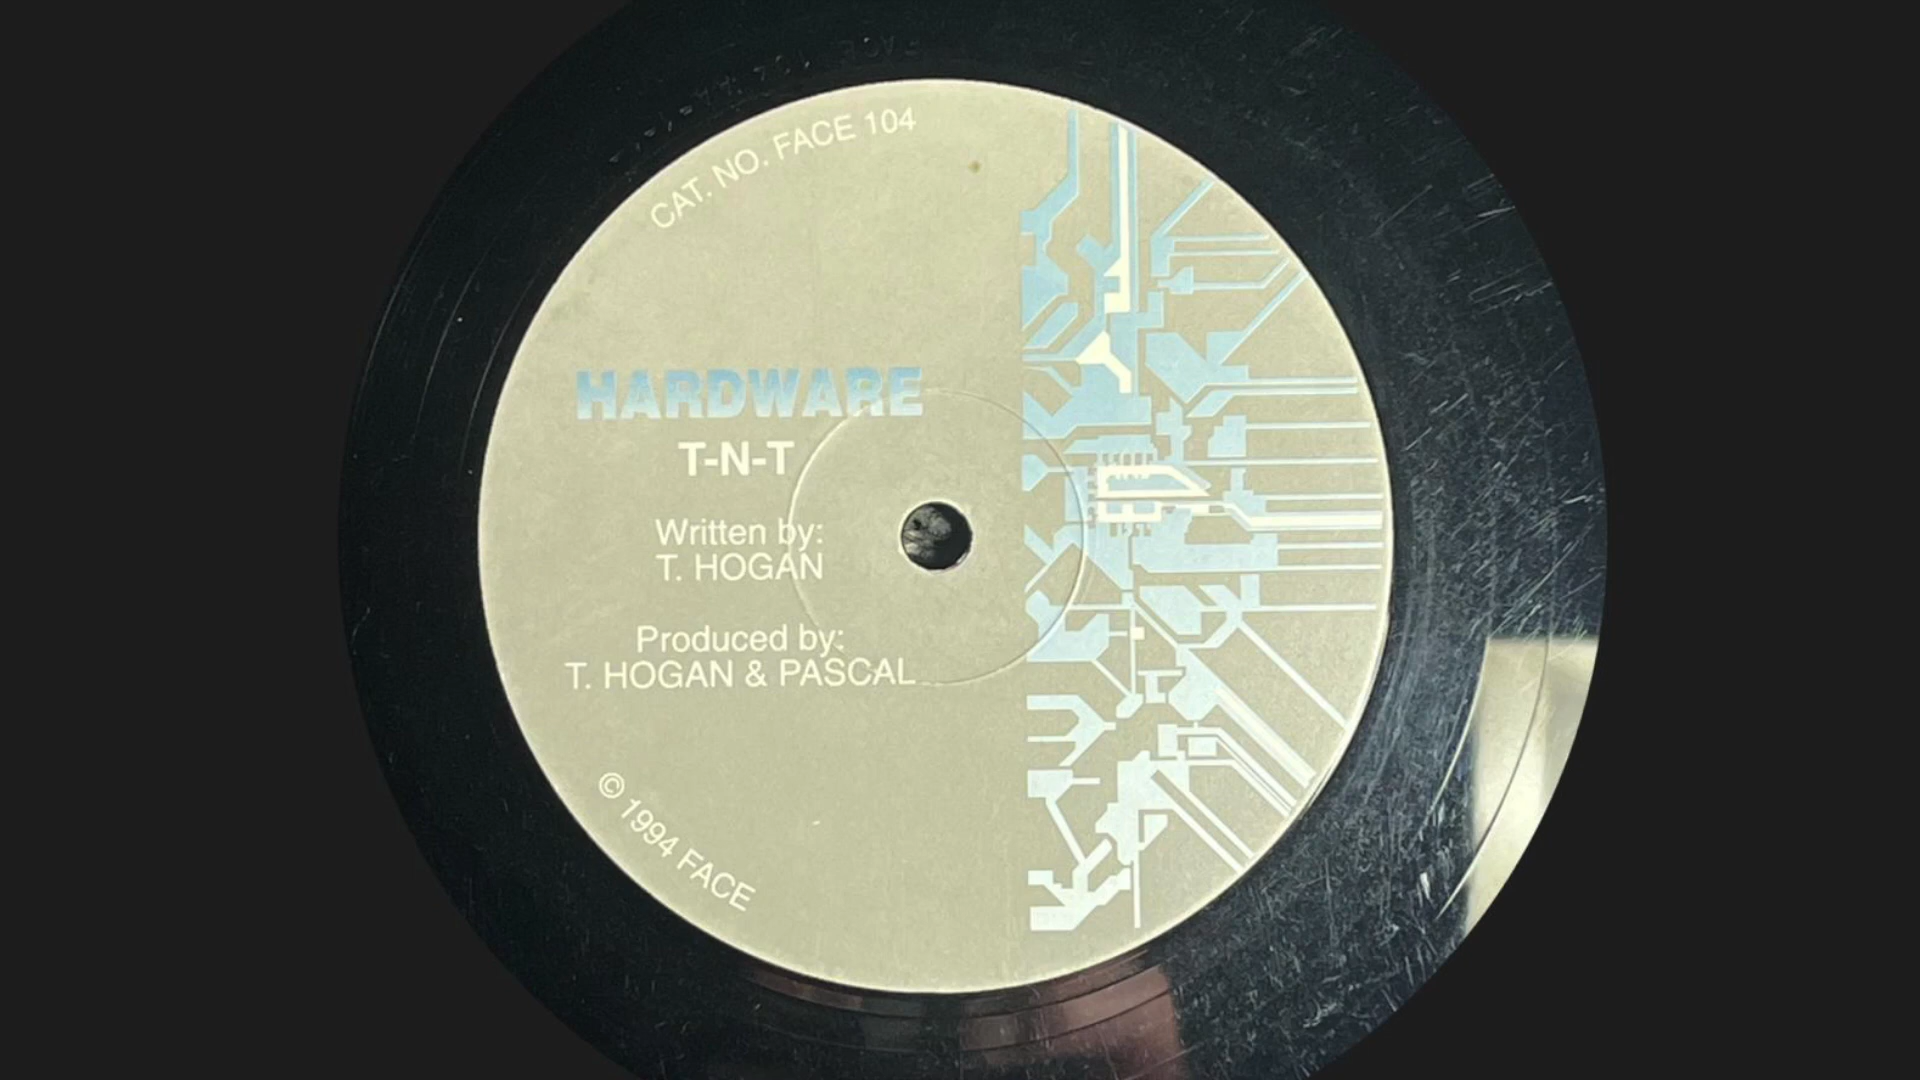 CAT. NO. FACE 104
HARDWARE
T-N-T
Written by:
T. HOGAN
Produced by:
T. HOGAN & PASCAL
© 1994 FACE